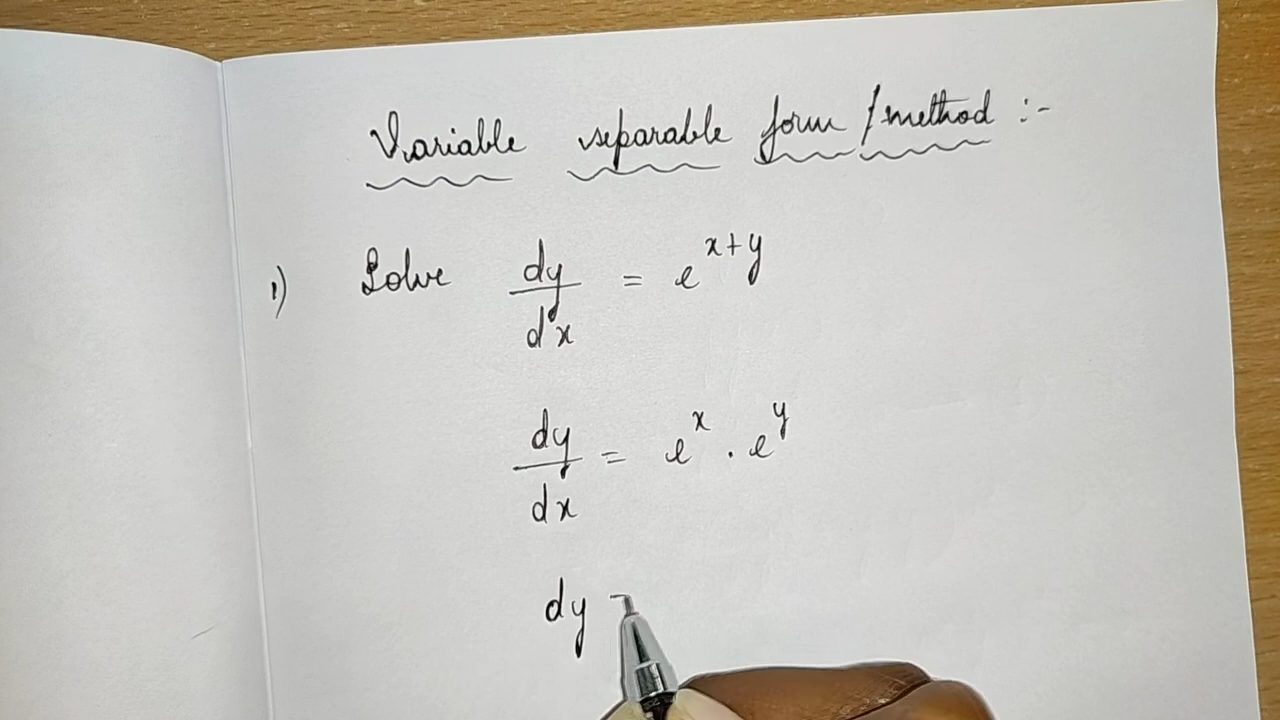 Variable separable form / method :-
1) Solve dy/dx = e^(x+y)
dy/dx = e^x . e^y
dy =